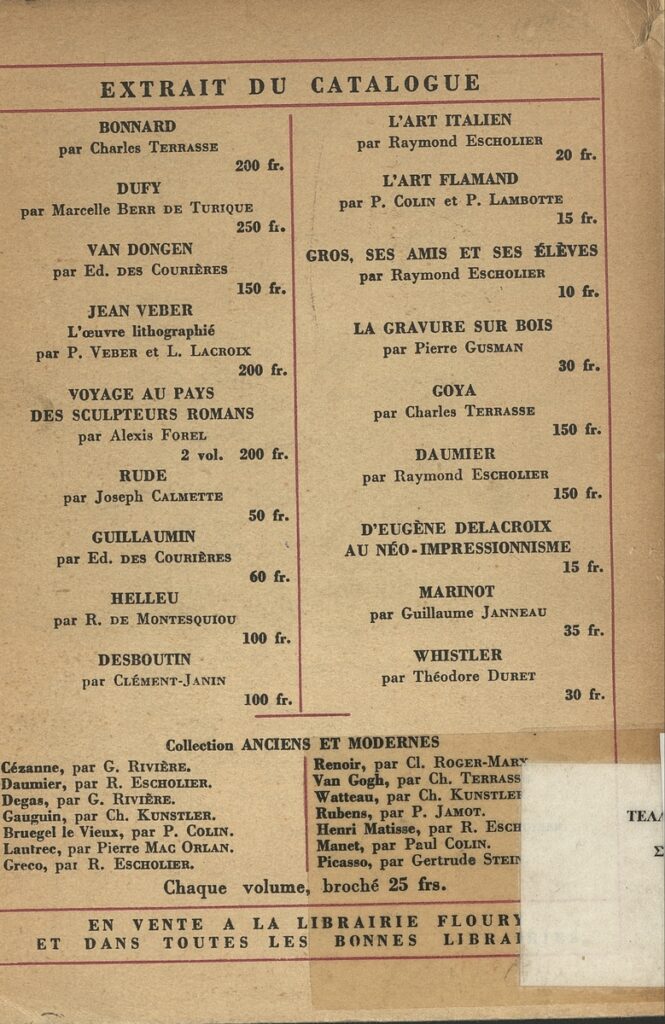 EXTRAIT DU CATALOGUE
BONNARD
par Charles TERRASSE
200 fr.
DUFY
par Marcelle BERR DE TURIQUE
250 fr.
VAN DONGEN
par Ed. DES COURIÈRES
150 fr.
JEAN VEBER
L'œuvre lithographié
par P. VEBER et L. LACROIX
200 fr.
VOYAGE AU PAYS
DES SCULPTEURS ROMANS
par Alexis FOREL
2 vol. 200 fr.
RUDE
par Joseph CALMETTE
50 fr.
GUILLAUMIN
par Ed. DES COURIÈRES
60 fr.
HELLEU
par R. DE MONTESQUIOU
100 fr.
DESBOUTIN
par CLÉMENT-JANIN
100 fr.
L'ART ITALIEN
par Raymond ESCHOLIER
20 fr.
L'ART FLAMAND
par P. COLIN et P. LAMBOTTE
15 fr.
GROS, SES AMIS ET SES ÉLÈVES
par Raymond ESCHOLIER
10 fr.
LA GRAVURE SUR BOIS
par Pierre GUSMAN
30 fr.
GOYA
par Charles TERRASSE
150 fr.
DAUMIER
par Raymond ESCHOLIER
150 fr.
D'EUGÈNE DELACROIX
AU NÉO-IMPRESSIONNISME
15 fr.
MARINOT
par Guillaume JANNEAU
35 fr.
WHISTLER
par Théodore DURET
30 fr.
Collection ANCIENS ET MODERNES
Cézanne, par G. RIVIÈRE.
Daumier, par R. ESCHOLIER.
Degas, par G. RIVIÈRE.
Gauguin, par Ch. KUNSTLER.
Bruegel le Vieux, par P. COLIN.
Lautrec, par Pierre MAC ORLAN.
Greco, par R. ESCHOLIER.
Renoir, par Cl. ROGER-MARX
Van Gogh, par Ch. TERRASS
Watteau, par Ch. KUNSTLER
Rubens, par P. JAMOT.
Henri Matisse, par R. ESCH
Manet, par Paul COLIN.
Picasso, par Gertrude STEIN
Chaque volume, broché 25 frs.
EN VENTE A LA LIBRAIRIE FLOURY
ET DANS TOUTES LES BONNES LIBRAI
ΤΕΛΛ
Σ